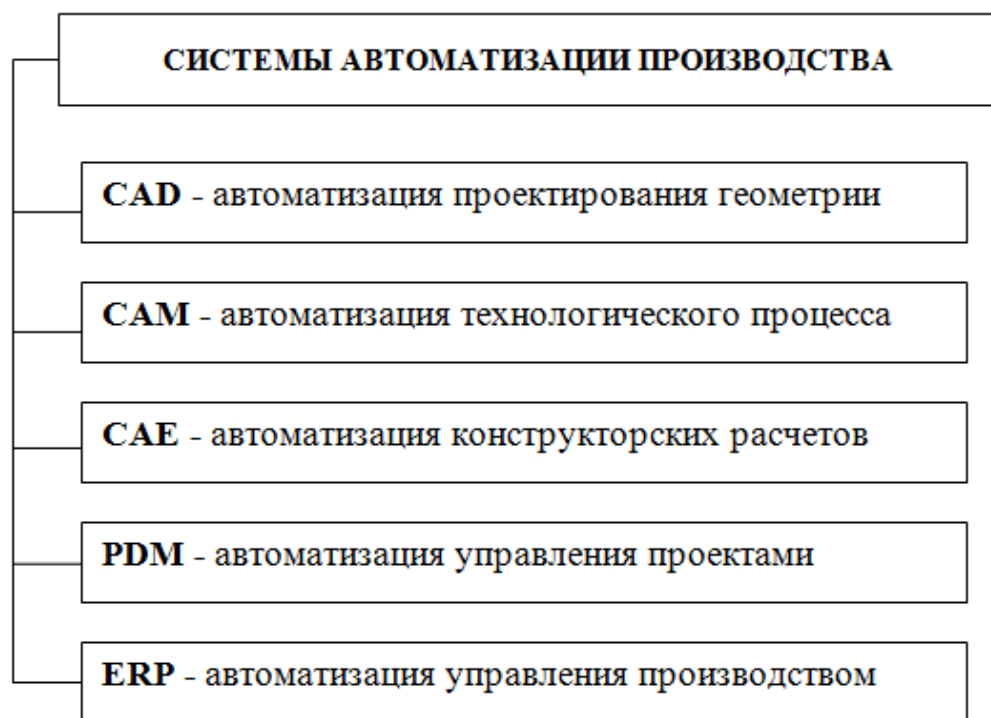 СИСТЕМЫ АВТОМАТИЗАЦИИ ПРОИЗВОДСТВА
CAD - автоматизация проектирования геометрии
CAM - автоматизация технологического процесса
CAE - автоматизация конструкторских расчетов
PDM - автоматизация управления проектами
ERP - автоматизация управления производством